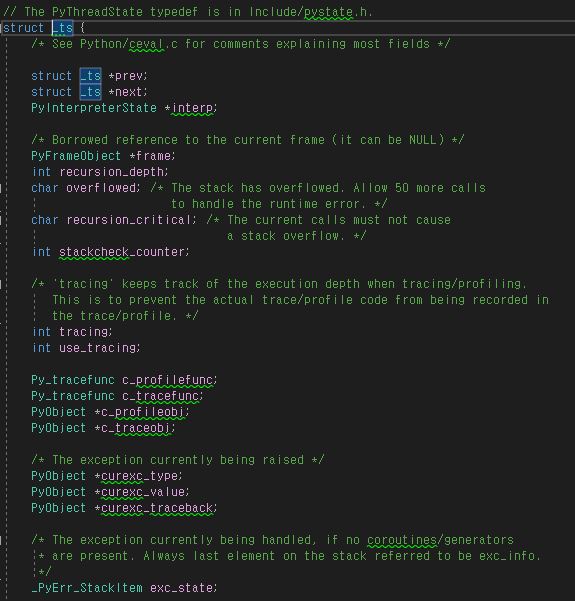 // The PyThreadState typedef is in Include/pystate.h.
struct _ts {
/* See Python/ceval.c for comments explaining most fields */
struct _ts *prev;
struct _ts *next;
PyInterpreterState *interp;
/* Borrowed reference to the current frame (it can be NULL) */
PyFrameObject *frame;
int recursion_depth;
char overflowed; /* The stack has overflowed. Allow 50 more calls
to handle the runtime error. */
char recursion_critical; /* The current calls must not cause
a stack overflow. */
int stackcheck_counter;
/* 'tracing' keeps track of the execution depth when tracing/profiling.
This is to prevent the actual trace/profile code from being recorded in
the trace/profile. */
int tracing;
int use_tracing;
Py_tracefunc c_profilefunc;
Py_tracefunc c_tracefunc;
PyObject *c_profileobj;
PyObject *c_traceobj;
/* The exception currently being raised */
PyObject *curexc_type;
PyObject *curexc_value;
PyObject *curexc_traceback;
/* The exception currently being handled, if no coroutines/generators
* are present. Always last element on the stack referred to be exc_info.
*/
_PyErr_StackItem exc_state;